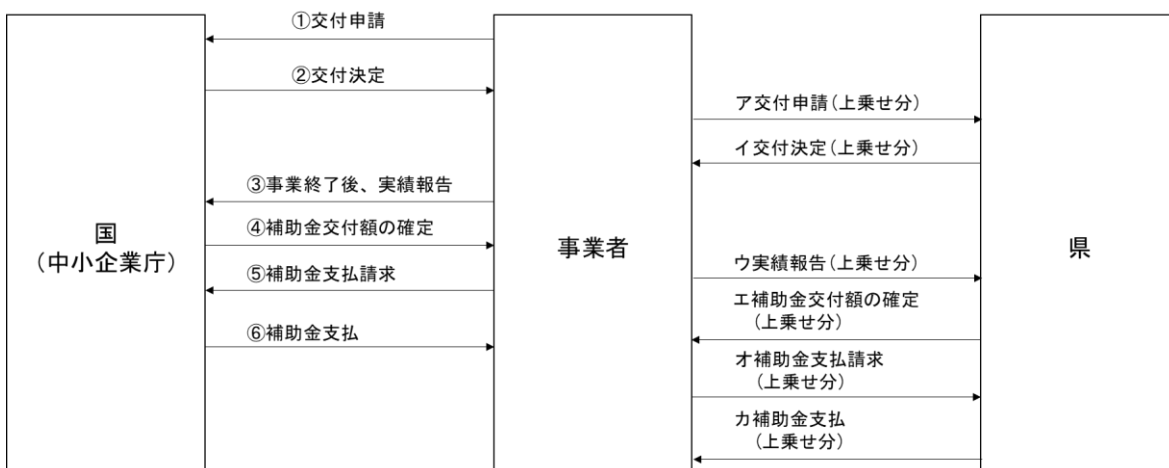 ①交付申請
②交付決定
ア交付申請(上乗せ分)
イ交付決定(上乗せ分)
③事業終了後、実績報告
④補助金交付額の確定
国
(中小企業庁)
事業者
県
ウ実績報告(上乗せ分)
⑤補助金支払請求
エ補助金交付額の確定
(上乗せ分)
⑥補助金支払
オ補助金支払請求
(上乗せ分)
カ補助金支払
(上乗せ分)